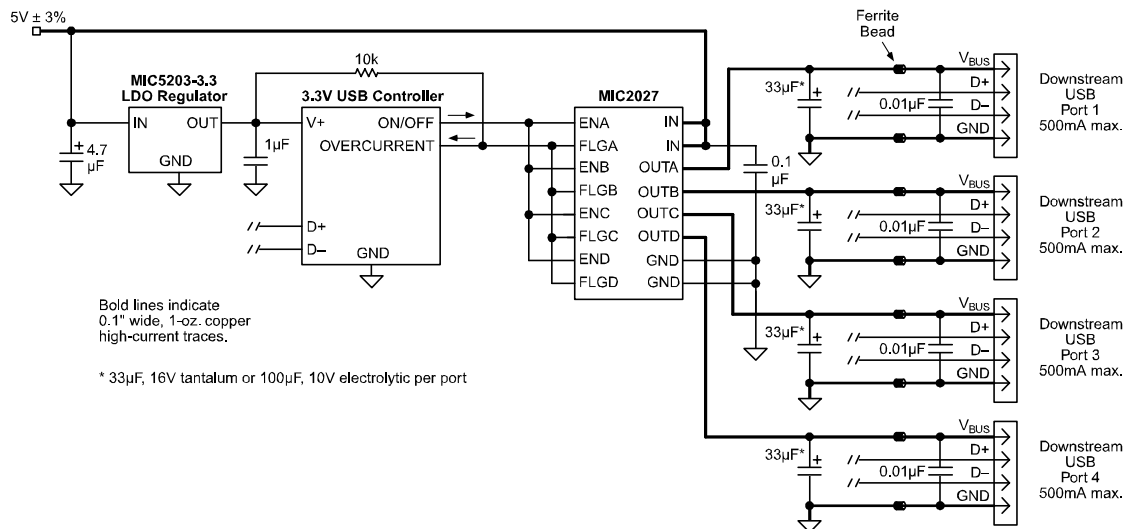 5V ± 3%
MIC5203-3.3
LDO Regulator
IN
OUT
GND
4.7
µF
+
1µF
10k
3.3V USB Controller
V+
ON/OFF
OVERCURRENT
D+
D–
GND
MIC2027
ENA
FLGA
ENB
FLGB
ENC
FLGC
END
FLGD
IN
IN
OUTA
OUTB
OUTC
OUTD
GND
GND
0.1
µF
Ferrite
Bead
33µF*
+
0.01µF
VBUS
D+
D–
GND
Downstream
USB
Port 1
500mA max.
33µF*
+
0.01µF
VBUS
D+
D–
GND
Downstream
USB
Port 2
500mA max.
33µF*
+
0.01µF
VBUS
D+
D–
GND
Downstream
USB
Port 3
500mA max.
33µF*
+
0.01µF
VBUS
D+
D–
GND
Downstream
USB
Port 4
500mA max.
Bold lines indicate
0.1" wide, 1-oz. copper
high-current traces.
* 33µF, 16V tantalum or 100µF, 10V electrolytic per port